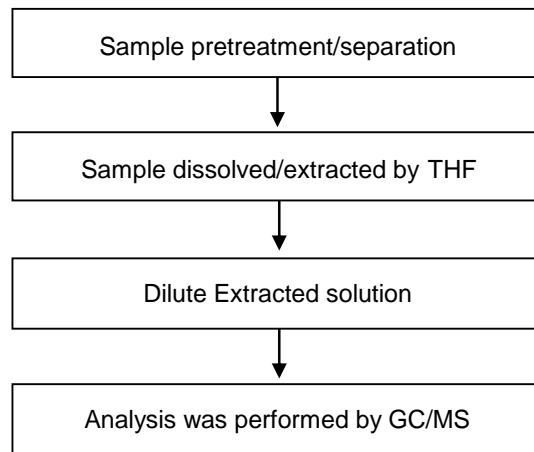 Sample pretreatment/separation
Sample dissolved/extracted by THF
Dilute Extracted solution
Analysis was performed by GC/MS